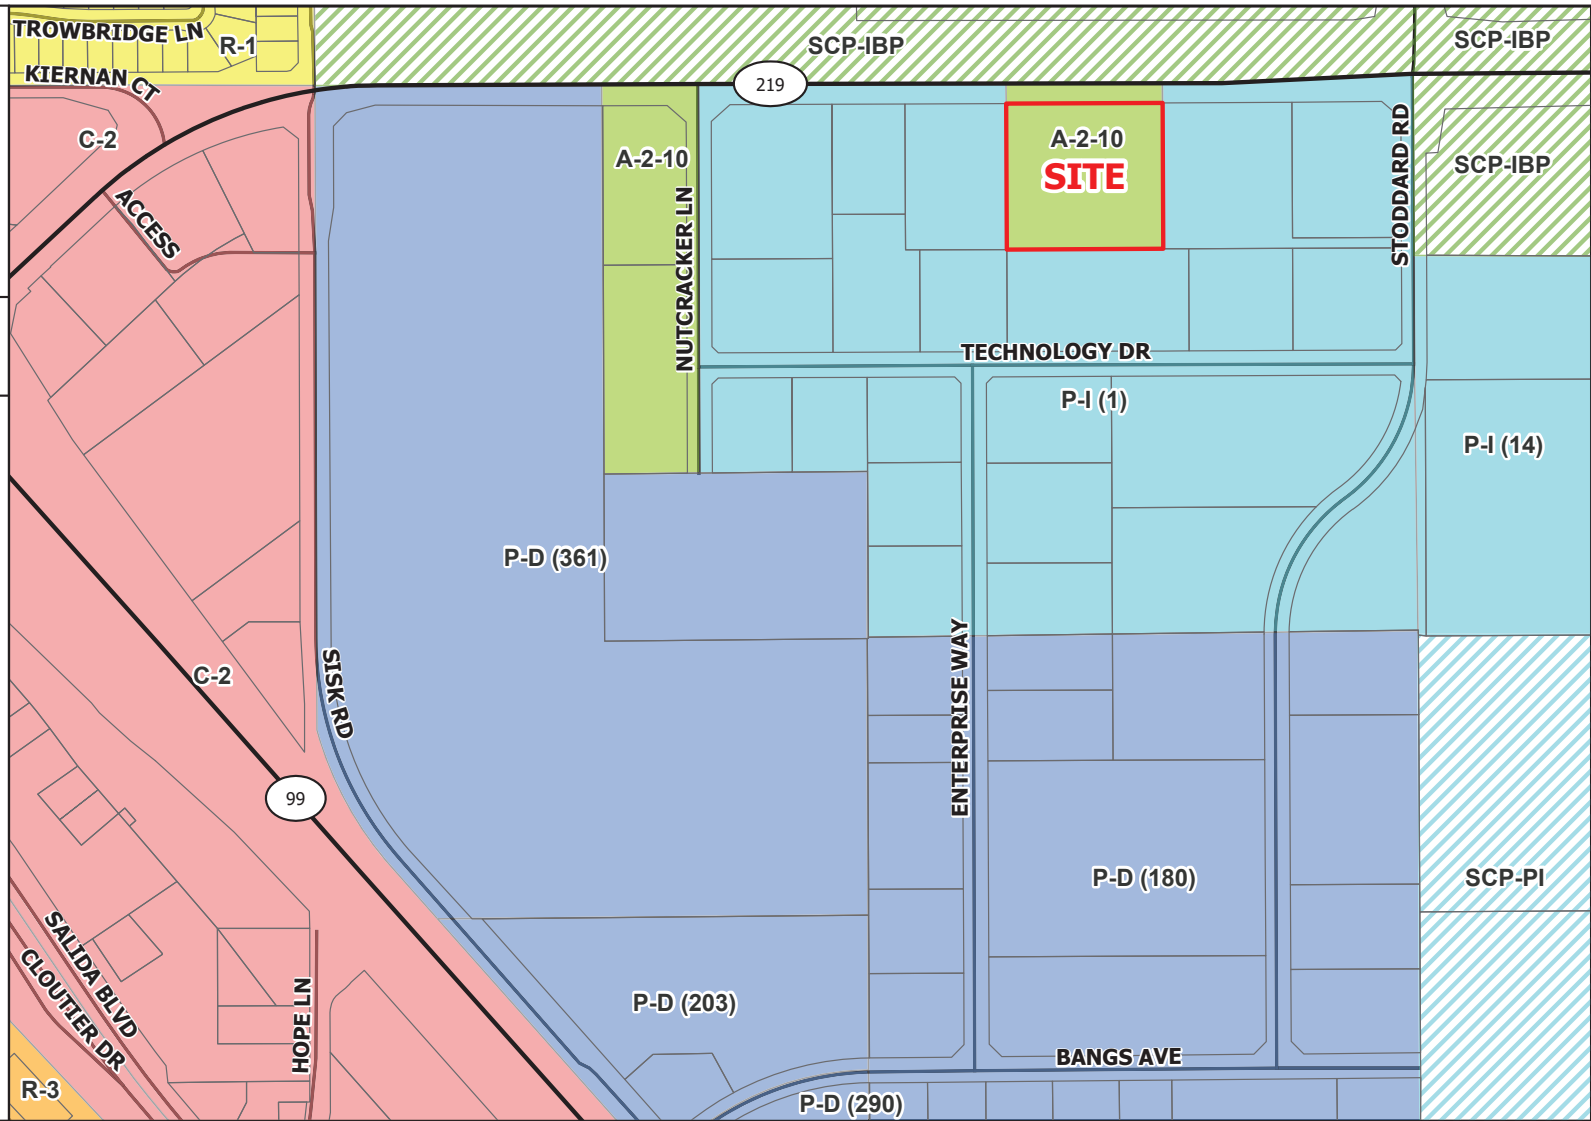 TROWBRIDGE LN
R-1
SCP-IBP
SCP-IBP
KIERNAN CT
219
C-2
A-2-10
A-2-10
SITE
STODDARD RD
SCP-IBP
ACCESS
NUTCRACKER LN
TECHNOLOGY DR
P-I (1)
P-I (14)
P-D (361)
C-2
SISK RD
ENTERPRISE WAY
99
P-D (180)
SCP-PI
SALIDA BLVD
CLOUTIER DR
HOPE LN
P-D (203)
BANGS AVE
R-3
P-D (290)